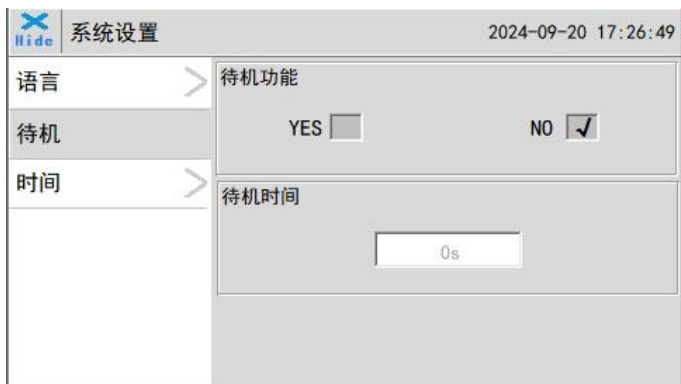 Hide 系统设置 2024-09-20 17:26:49
语言
待机
时间
待机功能
YES NO
待机时间
0s